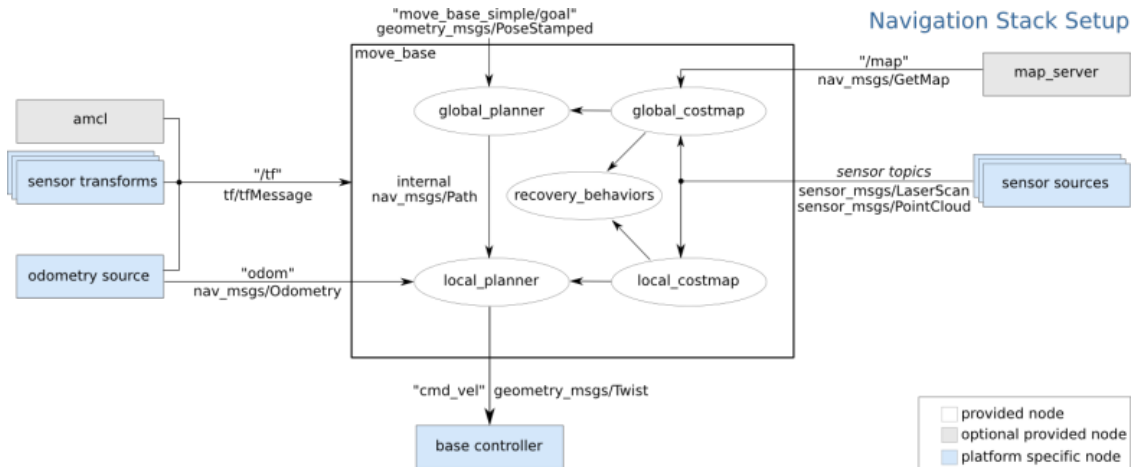 Navigation Stack Setup
"move_base_simple/goal"
geometry_msgs/PoseStamped
move_base
"/map"
nav_msgs/GetMap
map_server
amcl
global_planner
global_costmap
sensor transforms
"/tf"
tf/tfMessage
internal
nav_msgs/Path
recovery_behaviors
sensor topics
sensor_msgs/LaserScan
sensor_msgs/PointCloud
sensor sources
odometry source
"odom"
nav_msgs/Odometry
local_planner
local_costmap
"cmd_vel" geometry_msgs/Twist
base controller
provided node
optional provided node
platform specific node